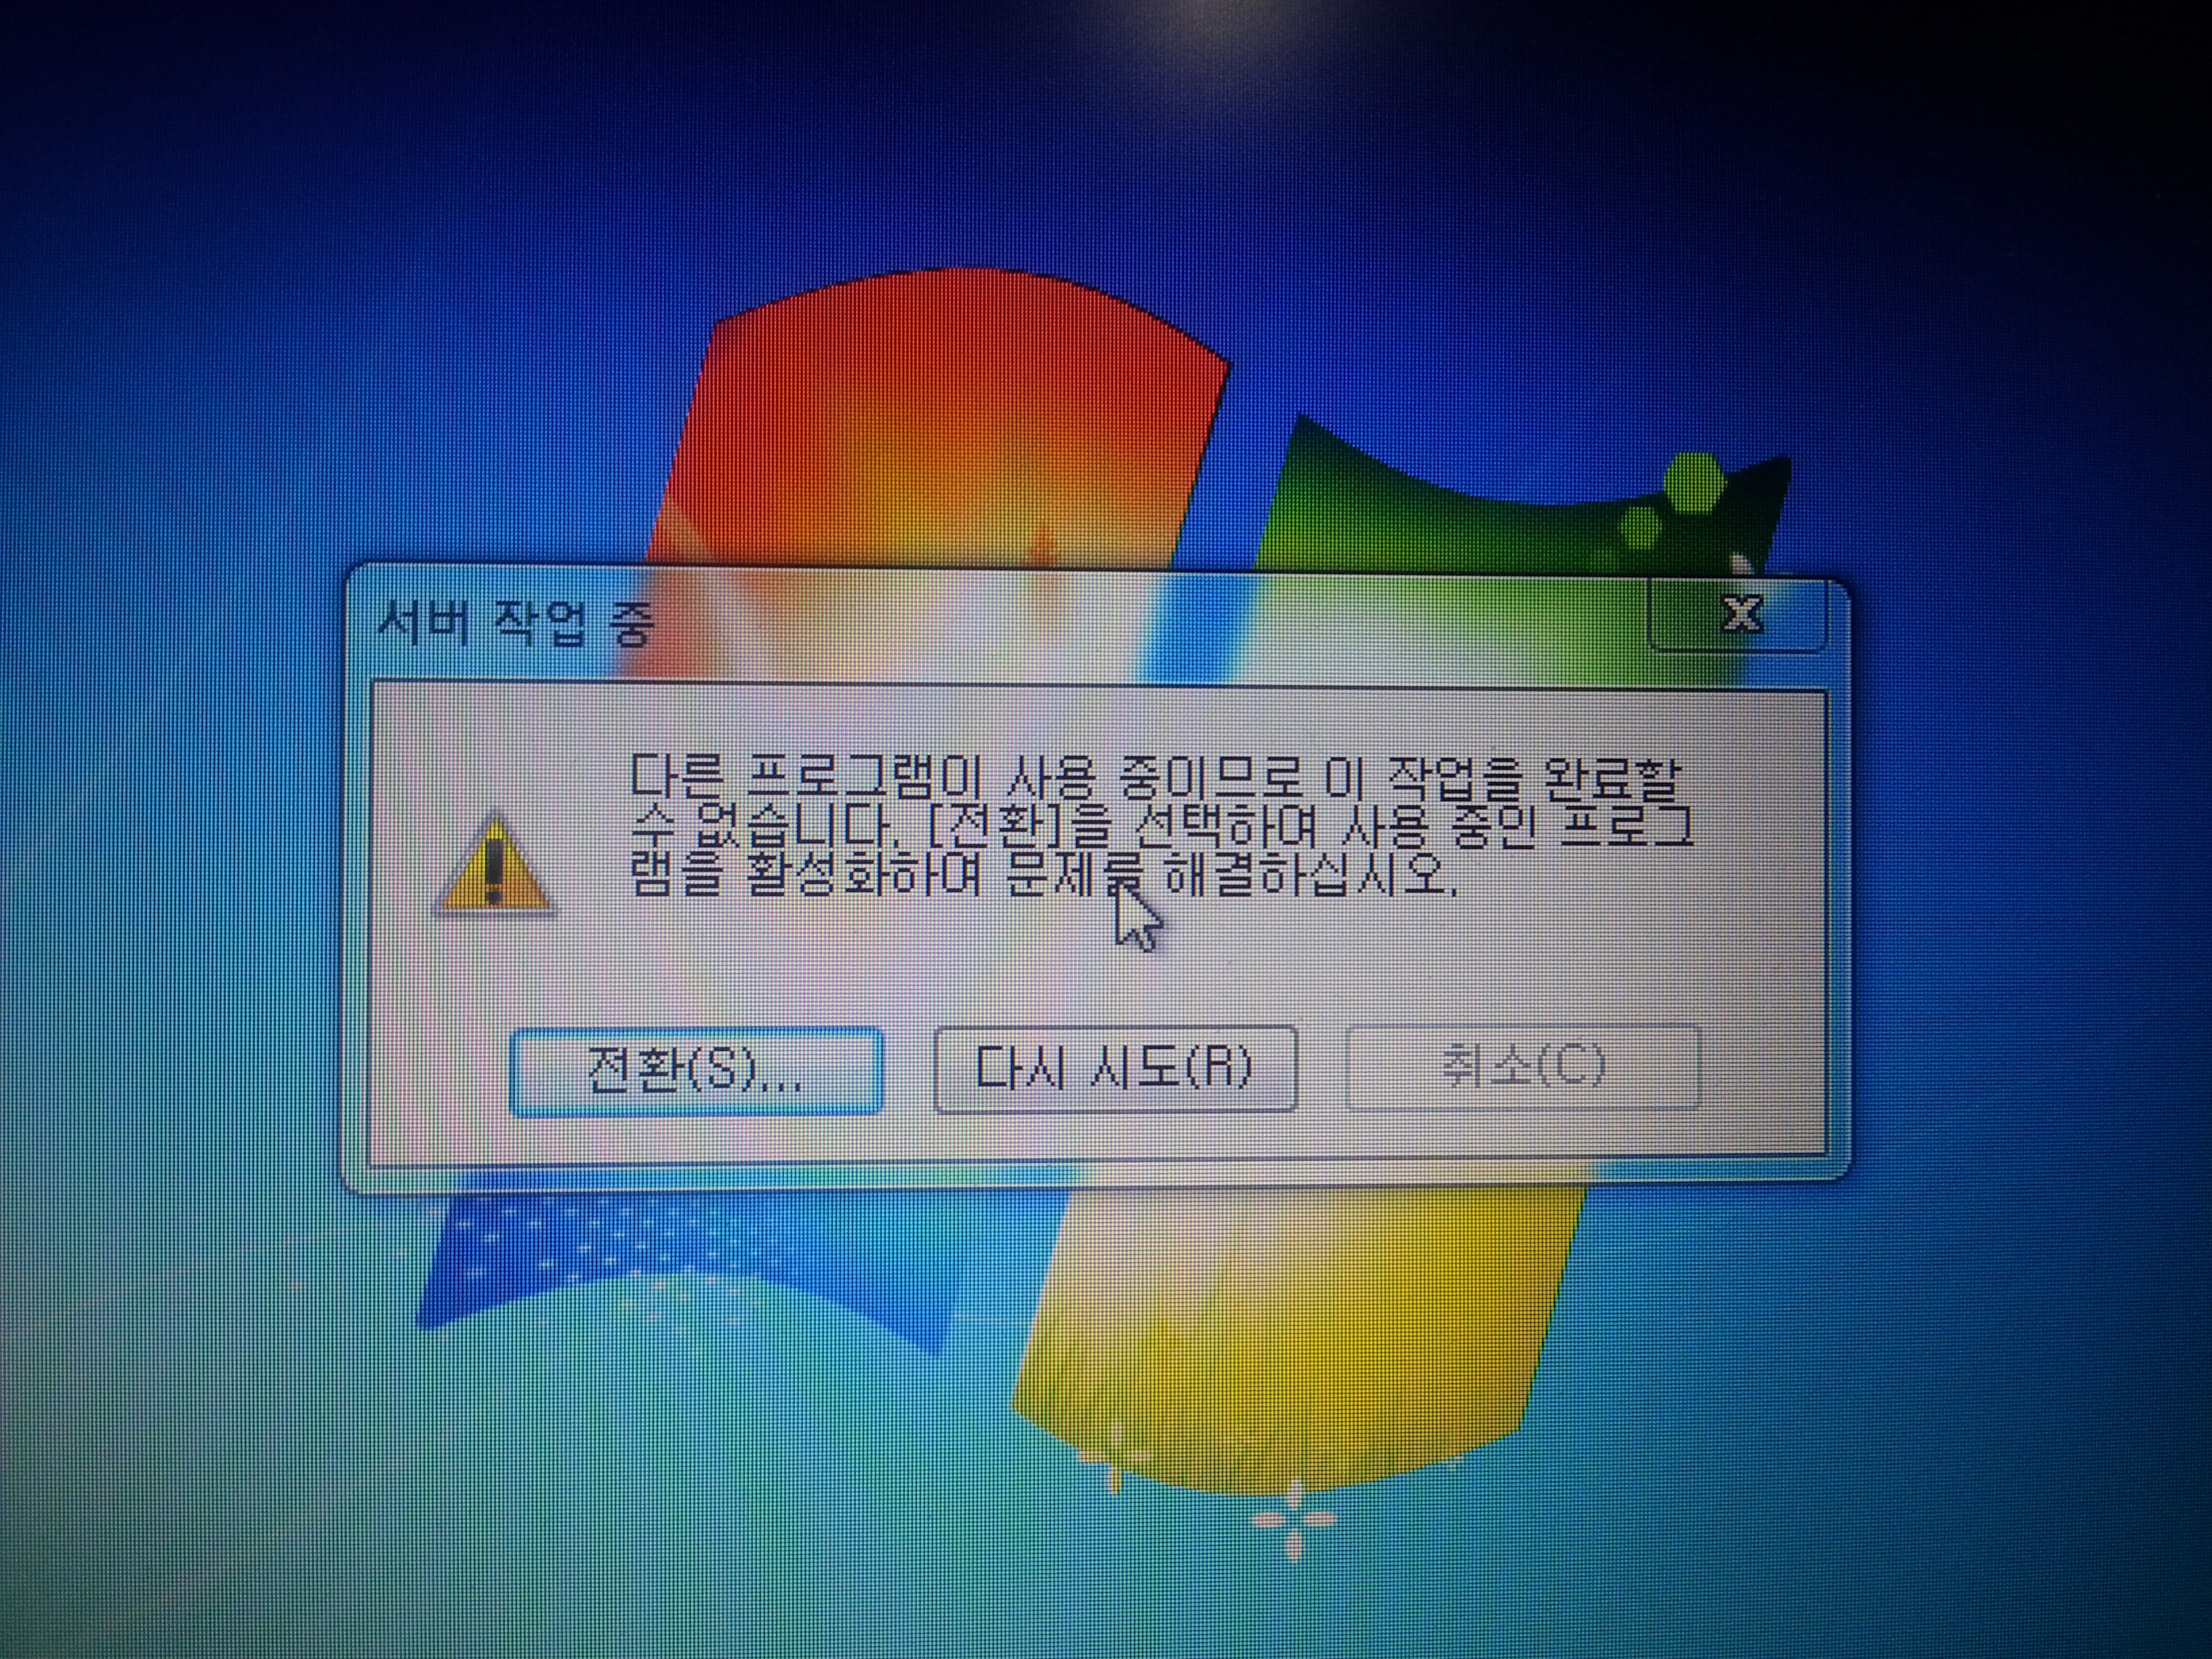 서버 작업 중
다른 프로그램이 사용 중이므로 이 작업을 완료할
수 없습니다. [전환]을 선택하여 사용 중인 프로그
램을 활성화하여 문제를 해결하십시오.
전환(S)...
다시 시도(R)
취소(C)